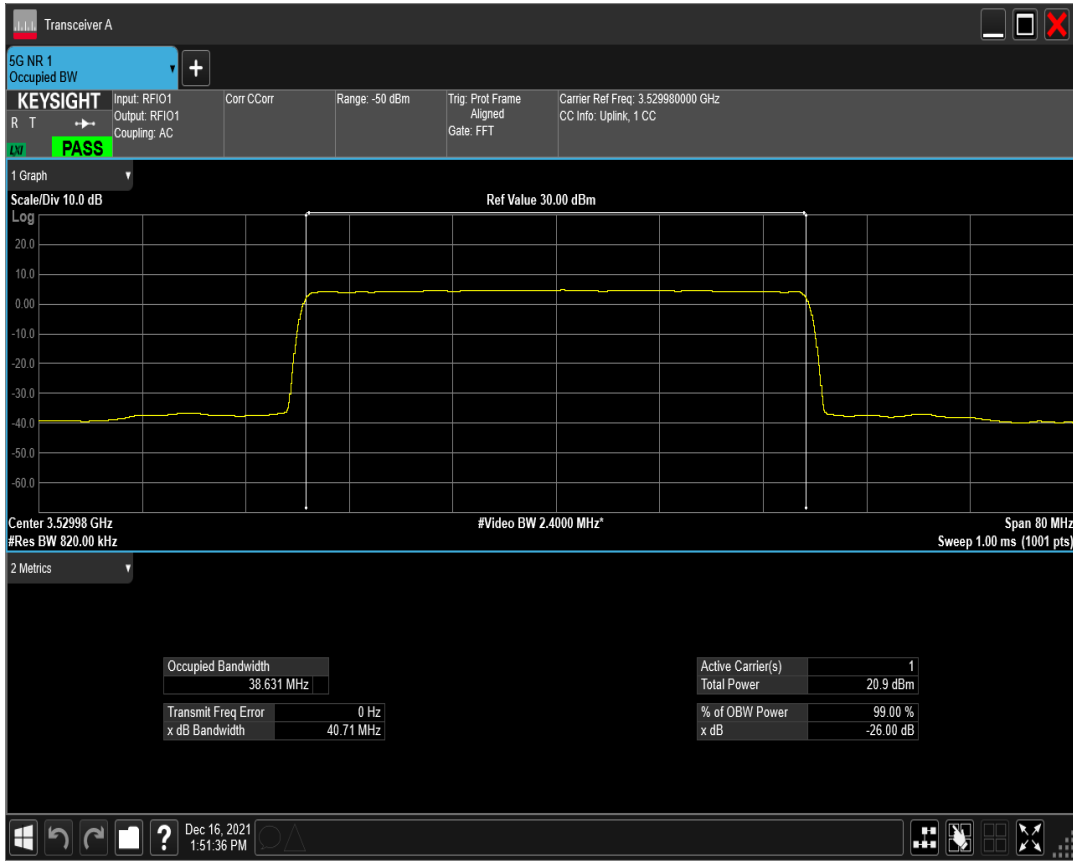 Transceiver A
5G NR 1
Occupied BW
KEYSIGHT
R T
LXI
PASS
Input: RFIO1
Output: RFIO1
Coupling: AC
Corr CCorr
Range: -50 dBm
Trig: Prot Frame
Aligned
Gate: FFT
Carrier Ref Freq: 3.529980000 GHz
CC Info: Uplink, 1 CC
1 Graph
Scale/Div 10.0 dB
Ref Value 30.00 dBm
Log
20.0
10.0
0.00
-10.0
-20.0
-30.0
-40.0
-50.0
-60.0
Center 3.52998 GHz
#Video BW 2.4000 MHz*
Span 80 MHz
#Res BW 820.00 kHz
Sweep 1.00 ms (1001 pts)
2 Metrics
Occupied Bandwidth
38.631 MHz
Transmit Freq Error 0 Hz
x dB Bandwidth 40.71 MHz
Active Carrier(s) 1
Total Power 20.9 dBm
% of OBW Power 99.00 %
x dB -26.00 dB
Dec 16, 2021
1:51:36 PM